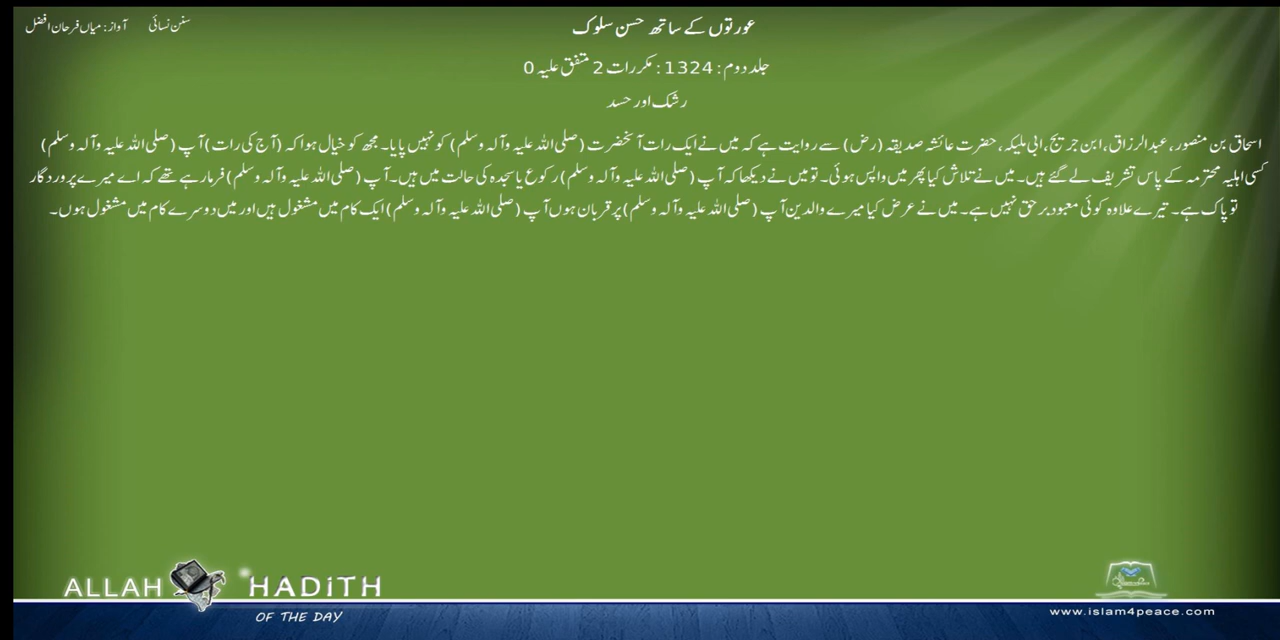 سنن نسائی آواز: میاں فرحان افضل
عورتوں کے ساتھ حسن سلوک
جلد دوم: 1324: مکررات 2 متفق علیہ 0
رشک اور حسد
اسحاق بن منصور، عبدالرزاق، ابن جریج، ابی ملیکہ، حضرت عائشہ صدیقہ (رض) سے روایت ہے کہ میں نے ایک رات آنحضرت (صلی اللہ علیہ وآلہ وسلم) کو نہیں پایا۔ مجھ کو خیال ہوا کہ (آج کی رات) آپ (صلی اللہ علیہ وآلہ وسلم)
کسی اہلیہ محترمہ کے پاس تشریف لے گئے ہیں۔ میں نے تلاش کیا پھر میں واپس ہوئی۔ تو میں نے دیکھا کہ آپ (صلی اللہ علیہ وآلہ وسلم) رکوع یا سجدہ کی حالت میں ہیں۔ آپ (صلی اللہ علیہ وآلہ وسلم) فرما رہے تھے کہ اے میرے پروردگار
تو پاک ہے۔ تیرے علاوہ کوئی معبود برحق نہیں ہے۔ میں نے عرض کیا میرے والدین آپ (صلی اللہ علیہ وآلہ وسلم) پر قربان ہوں آپ (صلی اللہ علیہ وآلہ وسلم) ایک کام میں مشغول ہیں اور میں دوسرے کام میں مشغول ہوں۔
ALLAH HADITH
OF THE DAY
www.islam4peace.com